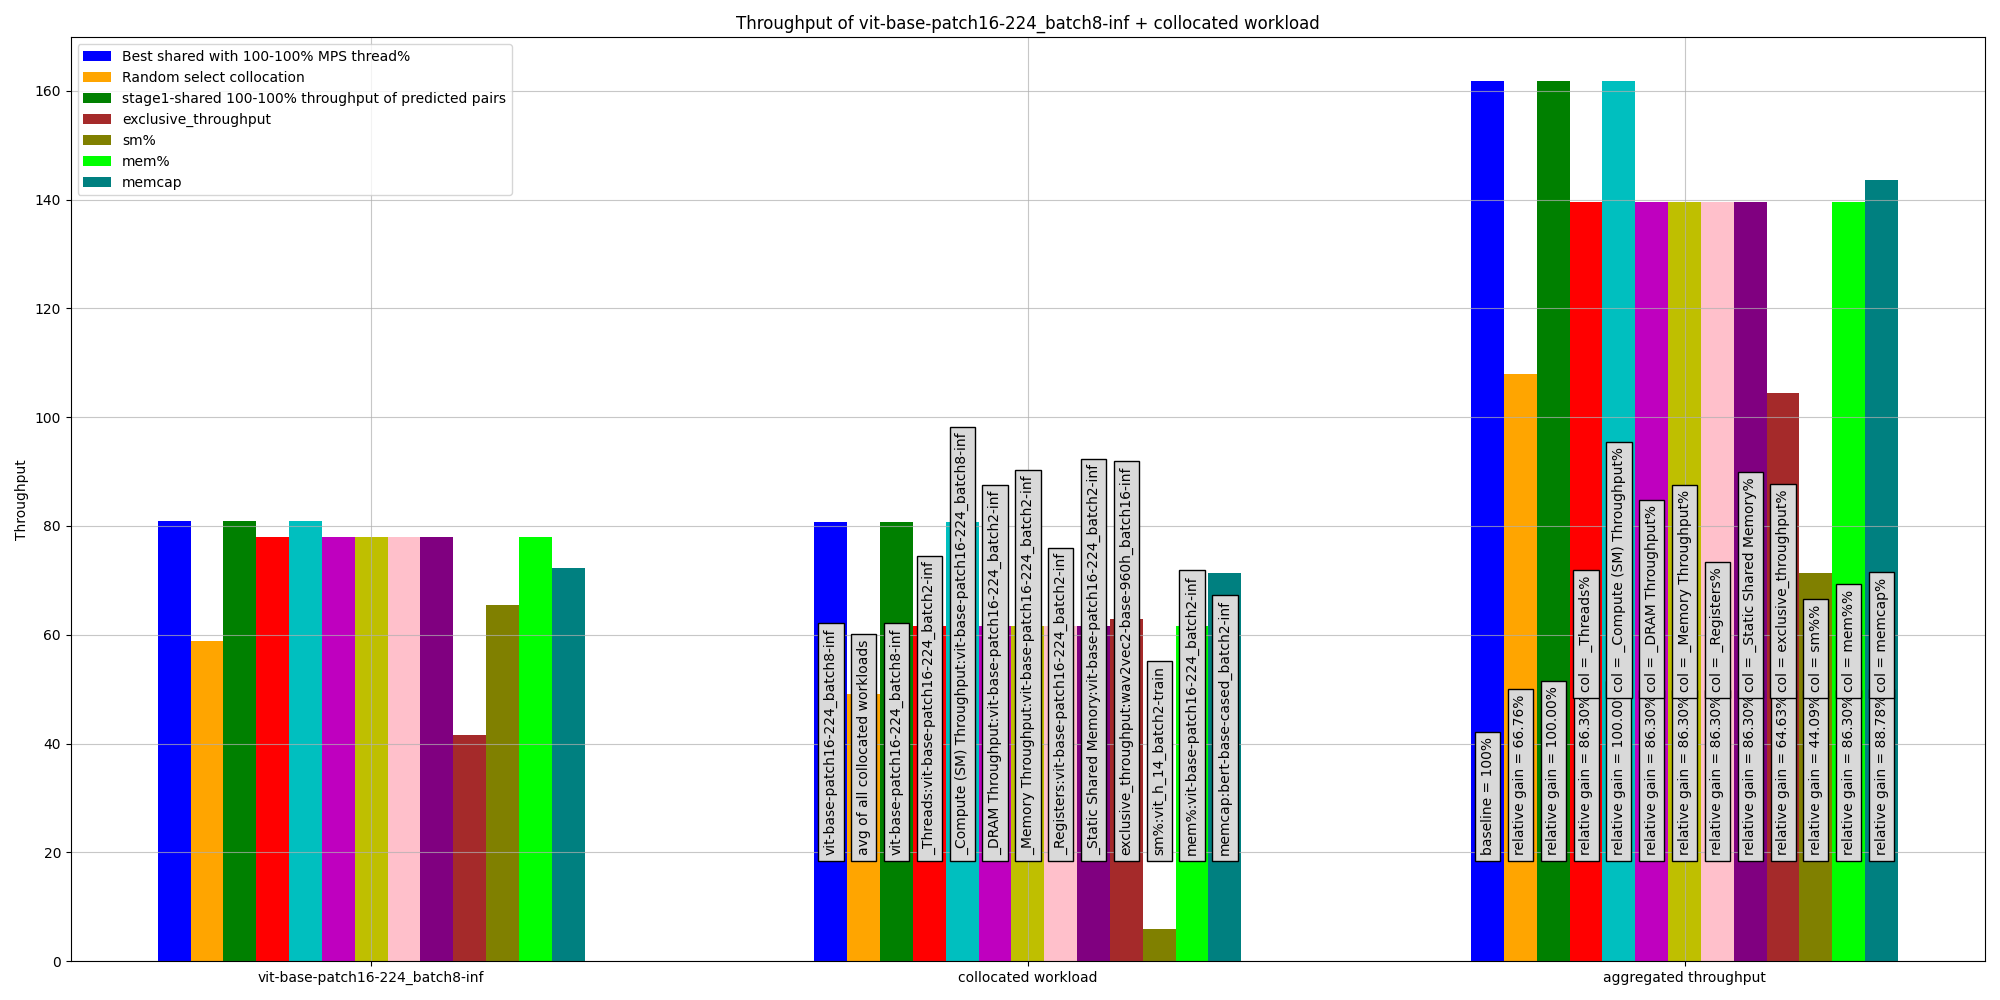 Throughput of vit-base-patch16-224_batch8-inf + collocated workload
Best shared with 100-100% MPS thread%
Random select collocation
stage1-shared 100-100% throughput of predicted pairs
exclusive_throughput
sm%
mem%
memcap
Throughput
160
140
120
100
80
60
40
20
0
vit-base-patch16-224_batch8-inf
avg of all collocated workloads
vit-base-patch16-224_batch8-inf
_Threads:vit-base-patch16-224_batch2-inf
_Compute (SM) Throughput:vit-base-patch16-224_batch8-inf
_DRAM Throughput:vit-base-patch16-224_batch2-inf
_Memory Throughput:vit-base-patch16-224_batch2-inf
_Registers:vit-base-patch16-224_batch2-inf
_Static Shared Memory:vit-base-patch16-224_batch2-inf
exclusive_throughput:wav2vec2-base-960h_batch16-inf
sm%:vit_h_14_batch2-train
mem%:vit-base-patch16-224_batch2-inf
memcap:bert-base-cased_batch2-inf
baseline = 100%
relative gain = 66.76%
relative gain = 100.00%
relative gain = 86.30%
col = _Threads%
relative gain = 100.00
col = _Compute (SM) Throughput%
relative gain = 86.30%
col = _DRAM Throughput%
relative gain = 86.30%
col = _Memory Throughput%
relative gain = 86.30%
col = _Registers%
relative gain = 86.30%
col = _Static Shared Memory%
relative gain = 64.63%
col = exclusive_throughput%
relative gain = 44.09%
col = sm%%
relative gain = 86.30%
col = mem%%
relative gain = 88.78%
col = memcap%
vit-base-patch16-224_batch8-inf
collocated workload
aggregated throughput